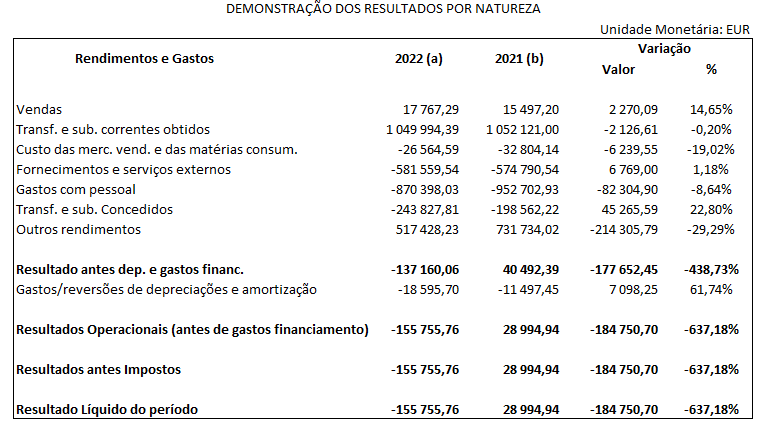 DEMONSTRAÇÃO DOS RESULTADOS POR NATUREZA
Unidade Monetária: EUR
Rendimentos e Gastos 2022 (a) 2021 (b) Variação
Valor %
Vendas 17 767,29 15 497,20 2 270,09 14,65%
Transf. e sub. correntes obtidos 1 049 994,39 1 052 121,00 -2 126,61 -0,20%
Custo das merc. vend. e das matérias consum. -26 564,59 -32 804,14 -6 239,55 -19,02%
Fornecimentos e serviços externos -581 559,54 -574 790,54 6 769,00 1,18%
Gastos com pessoal -870 398,03 -952 702,93 -82 304,90 -8,64%
Transf. e sub. Concedidos -243 827,81 -198 562,22 45 265,59 22,80%
Outros rendimentos 517 428,23 731 734,02 -214 305,79 -29,29%
Resultado antes dep. e gastos financ. -137 160,06 40 492,39 -177 652,45 -438,73%
Gastos/reversões de depreciações e amortização -18 595,70 -11 497,45 7 098,25 61,74%
Resultados Operacionais (antes de gastos financiamento) -155 755,76 28 994,94 -184 750,70 -637,18%
Resultados antes Impostos -155 755,76 28 994,94 -184 750,70 -637,18%
Resultado Líquido do período -155 755,76 28 994,94 -184 750,70 -637,18%